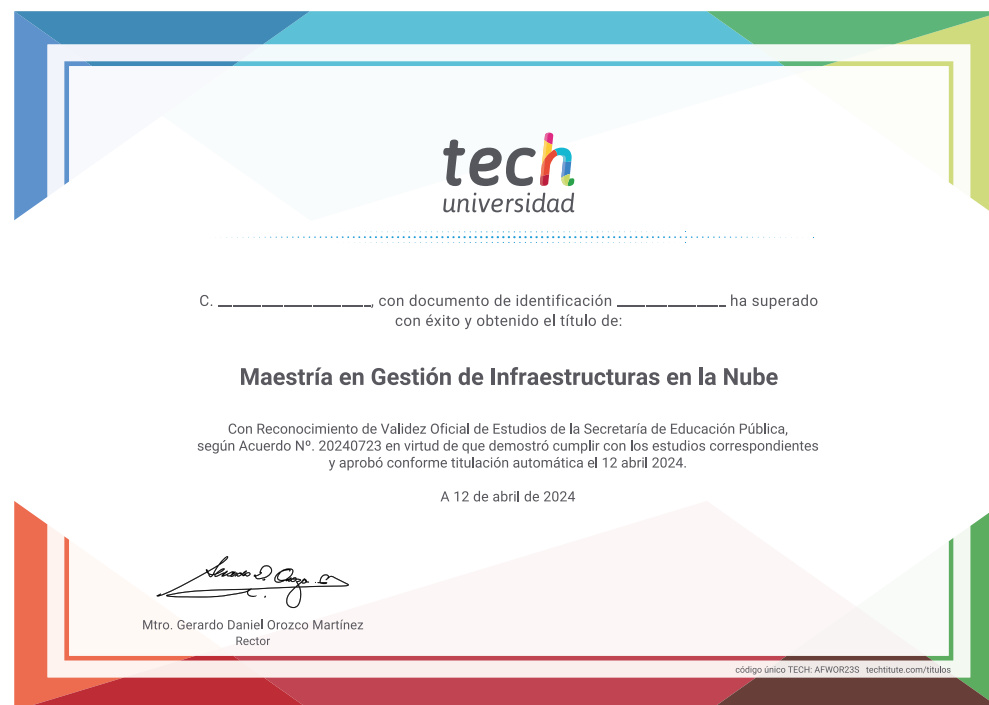 tech
universidad
C. ____________________, con documento de identificación ______________ ha superado
con éxito y obtenido el título de:
Maestría en Gestión de Infraestructuras en la Nube
Con Reconocimiento de Validez Oficial de Estudios de la Secretaría de Educación Pública,
según Acuerdo Nº. 20240723 en virtud de que demostró cumplir con los estudios correspondientes
y aprobó conforme titulación automática el 12 abril 2024.
A 12 de abril de 2024
Mtro. Gerardo Daniel Orozco Martínez
Rector
código único TECH: AFWOR23S techtitute.com/titulos